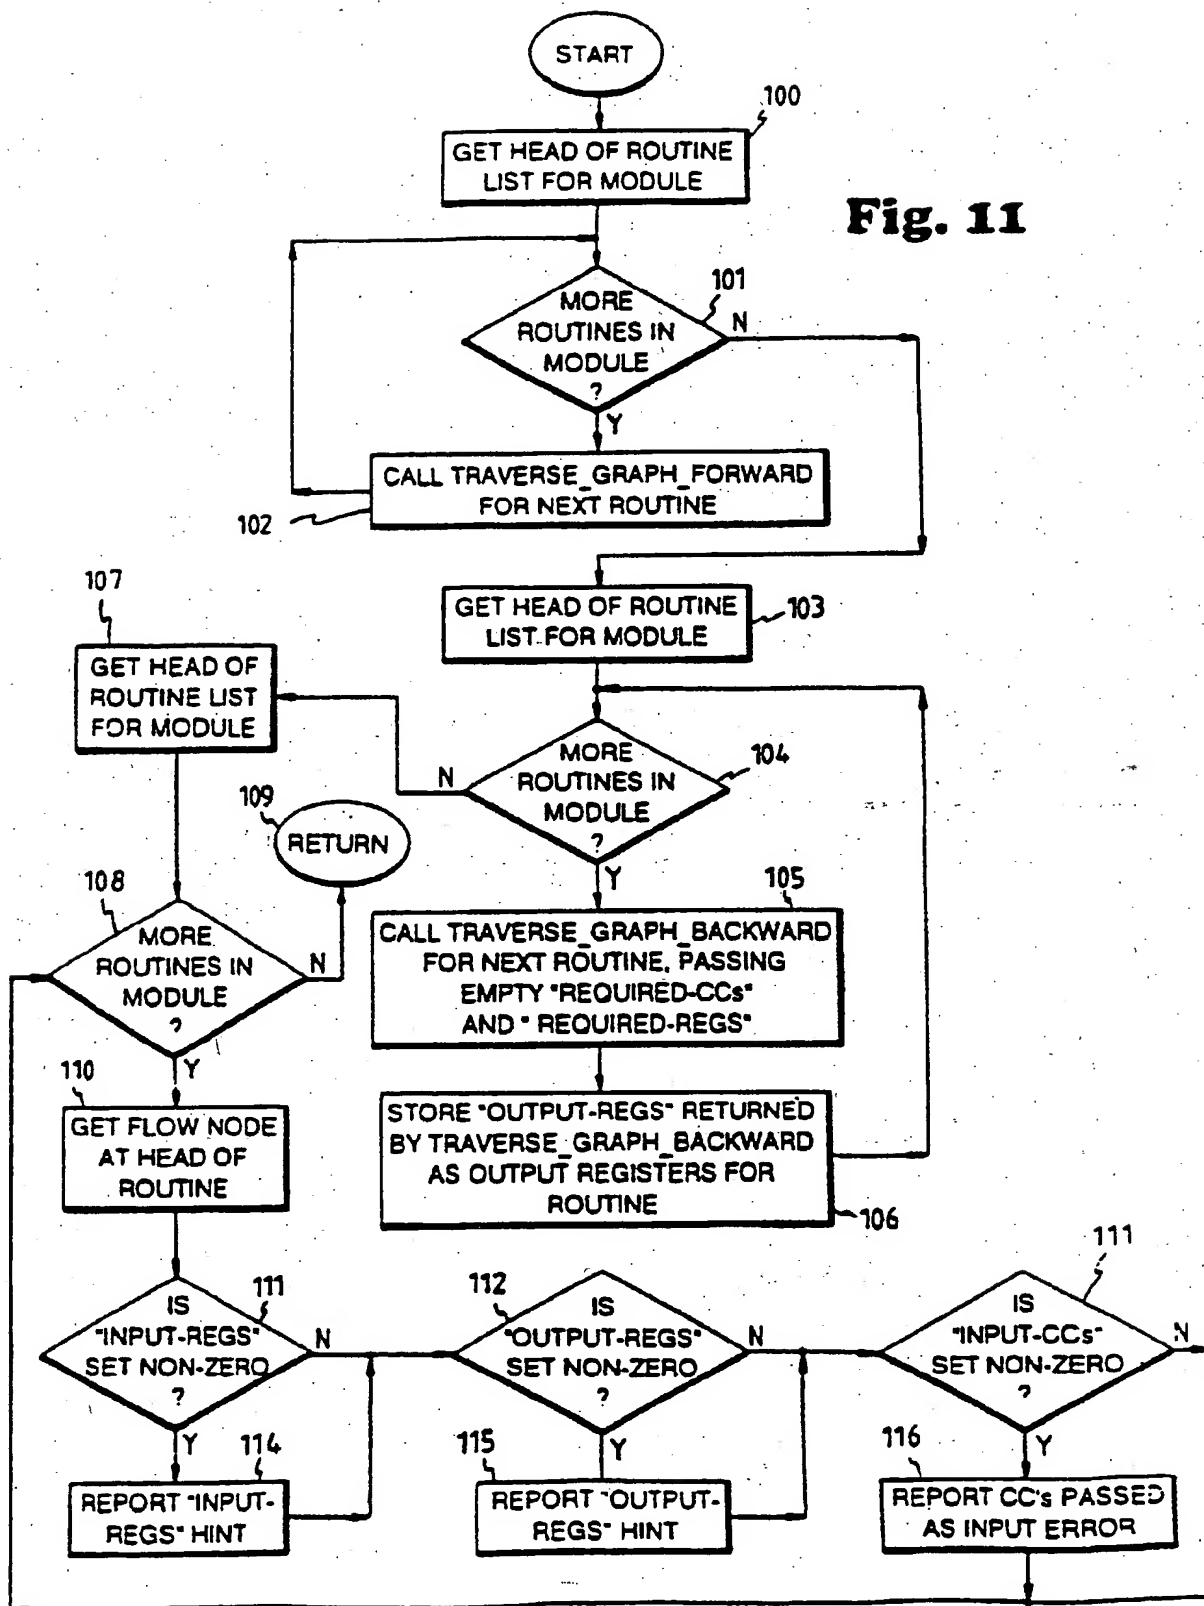 START
100
GET HEAD OF ROUTINE
LIST FOR MODULE
Fig. 11
101
MORE
ROUTINES IN
MODULE
?
N
Y
CALL TRAVERSE_GRAPH_FORWARD
FOR NEXT ROUTINE
102
107
GET HEAD OF ROUTINE
LIST FOR MODULE
103
GET HEAD OF
ROUTINE LIST
FOR MODULE
MORE
ROUTINES IN
MODULE
?
104
N
Y
109
RETURN
108
MORE
ROUTINES IN
MODULE
?
N
Y
105
CALL TRAVERSE_GRAPH_BACKWARD
FOR NEXT ROUTINE, PASSING
EMPTY "REQUIRED-CCs"
AND " REQUIRED-REGS"
110
GET FLOW NODE
AT HEAD OF
ROUTINE
STORE "OUTPUT-REGS" RETURNED
BY TRAVERSE_GRAPH_BACKWARD
AS OUTPUT REGISTERS FOR
ROUTINE
106
111
IS
"INPUT-REGS"
SET NON-ZERO
?
N
Y
112
IS
"OUTPUT-REGS"
SET NON-ZERO
?
N
Y
111
IS
"INPUT-CCs"
SET NON-ZERO
?
N
Y
114
REPORT "INPUT-
REGS" HINT
115
REPORT "OUTPUT-
REGS" HINT
116
REPORT CC's PASSED
AS INPUT ERROR